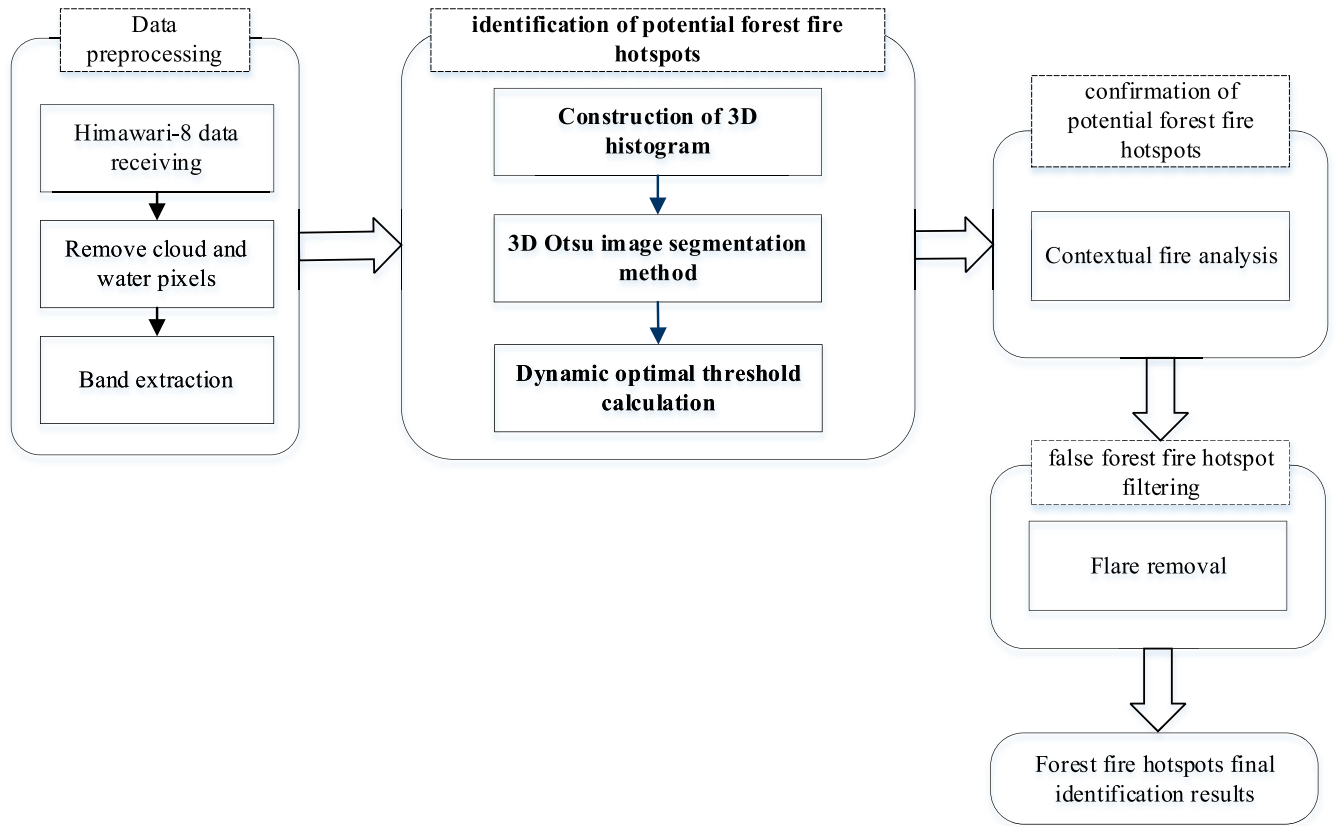 Data
preprocessing
Himawari-8 data
receiving
Remove cloud and
water pixels
Band extraction
identification of potential forest fire
hotspots
Construction of 3D
histogram
3D Otsu image segmentation
method
Dynamic optimal threshold
calculation
confirmation of
potential forest fire
hotspots
Contextual fire analysis
false forest fire hotspot
filtering
Flare removal
Forest fire hotspots final
identification results